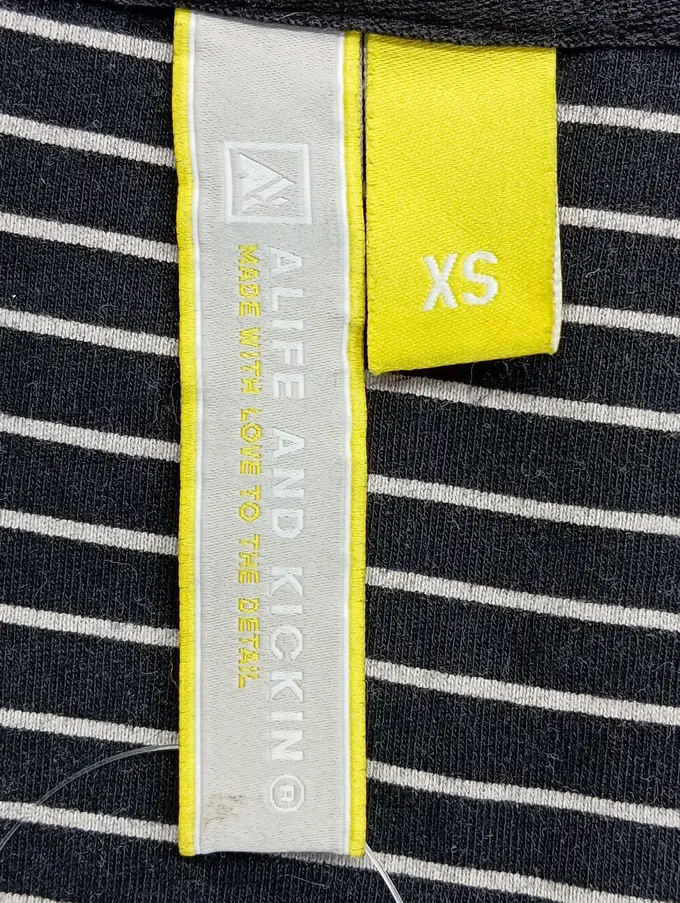 ALIFE AND KICKIN®
MADE WITH LOVE TO THE DETAIL
XS